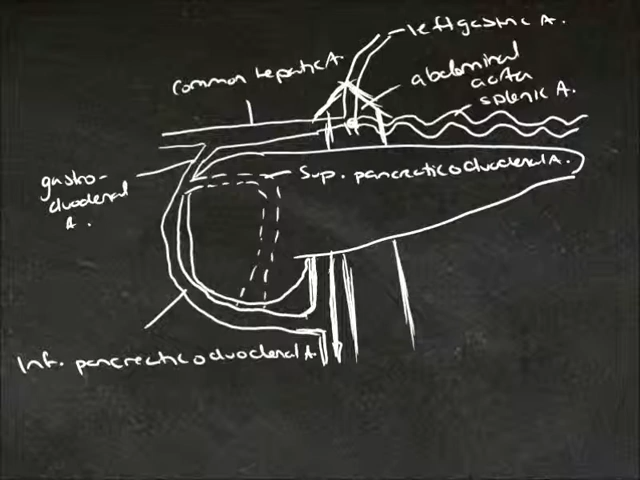 left gastric A.
common hepatic A.
abdominal
aorta
splenic A.
gastro-
duodenal
A.
Sup. pancreaticoduodenal A.
Inf. pancreaticoduodenal A.